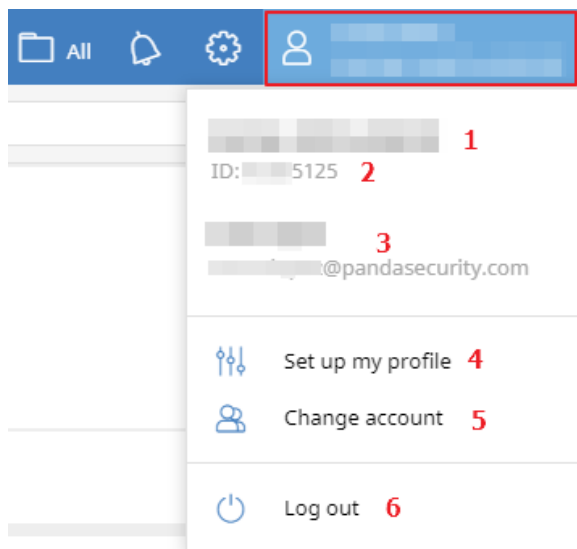 All
1
ID: 5125 2
3
@pandasecurity.com
Set up my profile 4
Change account 5
Log out 6